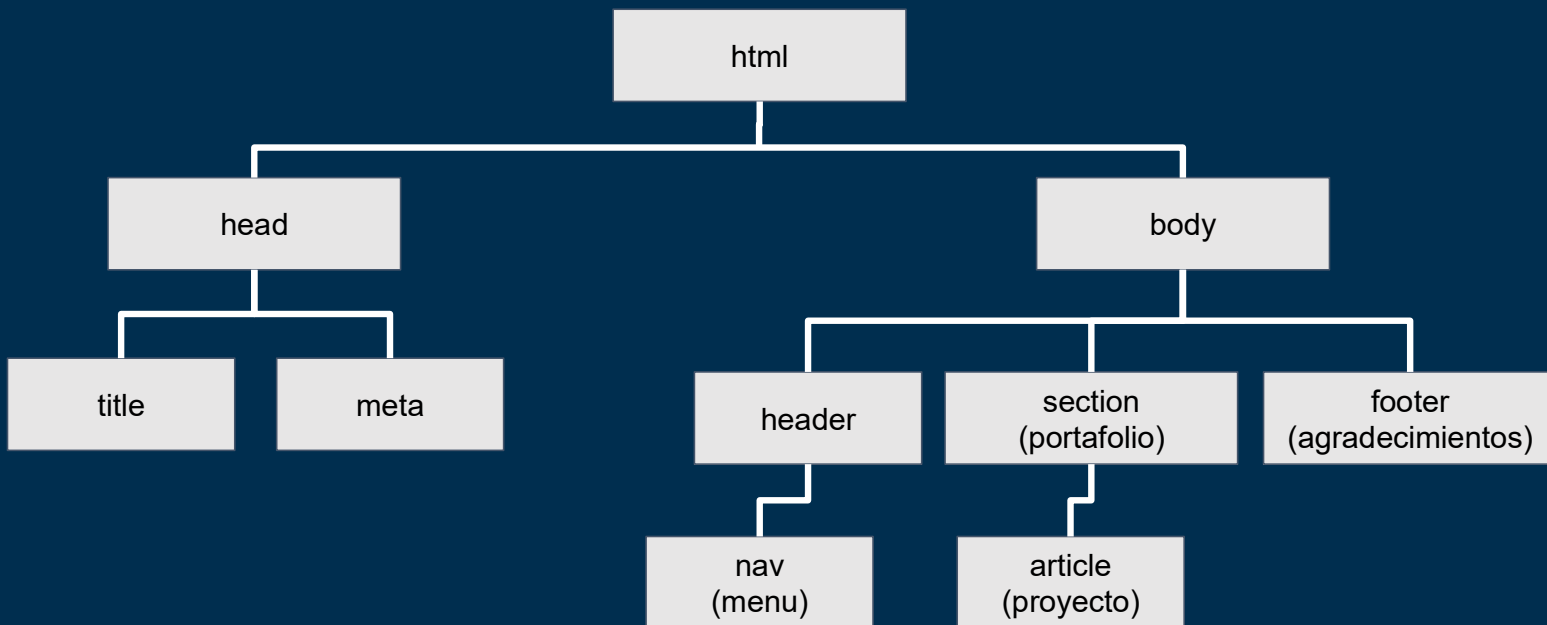 html
head
body
title
meta
header
section
(portafolio)
footer
(agradecimientos)
nav
(menu)
article
(proyecto)